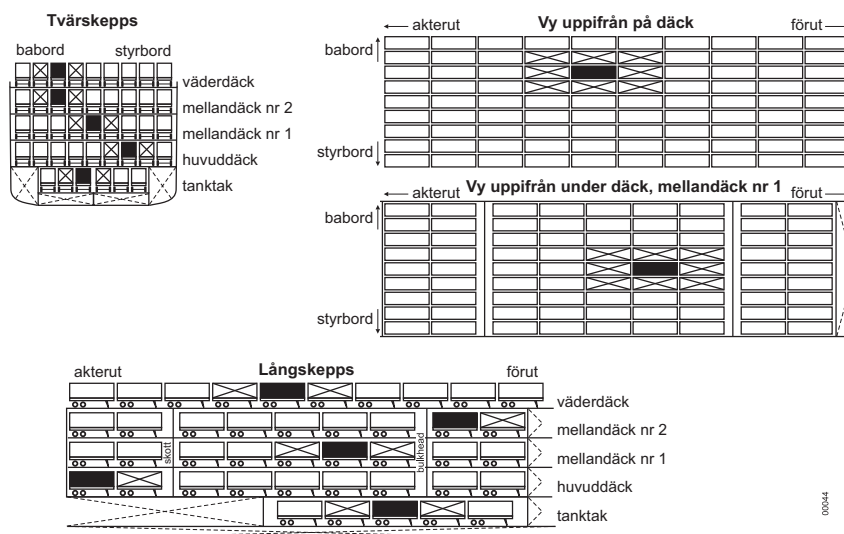 Tvärskepps
babord styrbord
väderdäck
mellandäck nr 2
mellandäck nr 1
huvuddäck
tanktak
Vy uppifrån på däck
akterut förut
babord
styrbord
Vy uppifrån under däck, mellandäck nr 1
akterut förut
babord
styrbord
Långskepps
akterut förut
väderdäck
mellandäck nr 2
mellandäck nr 1
huvuddäck
tanktak
skott
bulkhead
00044